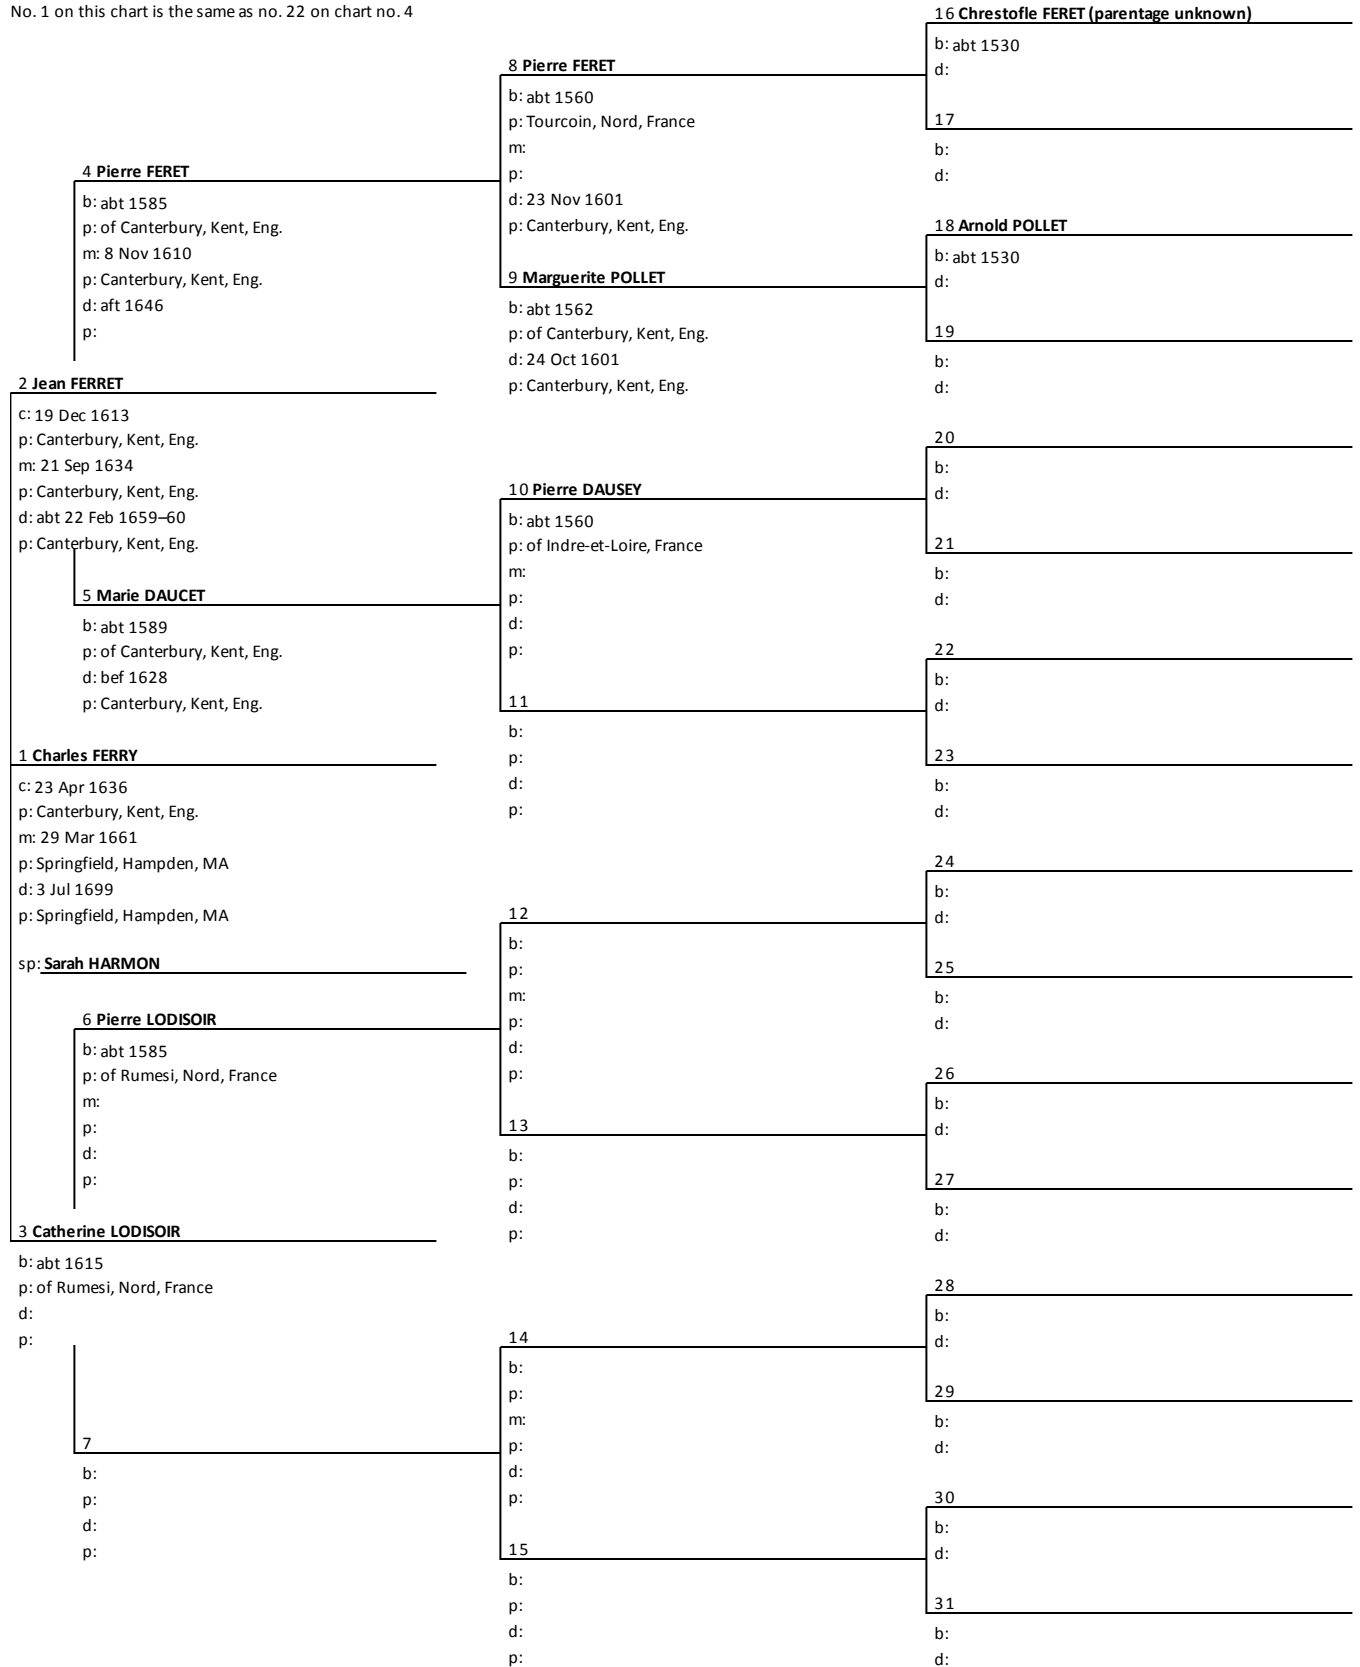 No. 1 on this chart is the same as no. 22 on chart no. 4
16 Chrestofle FERET (parentage unknown)
b: abt 1530
d:
8 Pierre FERET
b: abt 1560
p: Tourcoin, Nord, France
m:
p:
d: 23 Nov 1601
p: Canterbury, Kent, Eng.
17
b:
d:
4 Pierre FERET
b: abt 1585
p: of Canterbury, Kent, Eng.
m: 8 Nov 1610
p: Canterbury, Kent, Eng.
d: aft 1646
p:
18 Arnold POLLET
b: abt 1530
d:
9 Marguerite POLLET
b: abt 1562
p: of Canterbury, Kent, Eng.
d: 24 Oct 1601
p: Canterbury, Kent, Eng.
19
b:
d:
2 Jean FERRET
c: 19 Dec 1613
p: Canterbury, Kent, Eng.
m: 21 Sep 1634
p: Canterbury, Kent, Eng.
d: abt 22 Feb 1659–60
p: Canterbury, Kent, Eng.
20
b:
d:
10 Pierre DAUSEY
b: abt 1560
p: of Indre-et-Loire, France
m:
p:
d:
p:
21
b:
d:
5 Marie DAUCET
b: abt 1589
p: of Canterbury, Kent, Eng.
d: bef 1628
p: Canterbury, Kent, Eng.
22
b:
d:
11
b:
p:
d:
p:
23
b:
d:
1 Charles FERRY
c: 23 Apr 1636
p: Canterbury, Kent, Eng.
m: 29 Mar 1661
p: Springfield, Hampden, MA
d: 3 Jul 1699
p: Springfield, Hampden, MA
sp: Sarah HARMON
24
b:
d:
12
b:
p:
m:
p:
d:
p:
25
b:
d:
6 Pierre LODISOIR
b: abt 1585
p: of Rumesi, Nord, France
m:
p:
d:
p:
26
b:
d:
13
b:
p:
d:
p:
27
b:
d:
3 Catherine LODISOIR
b: abt 1615
p: of Rumesi, Nord, France
d:
p:
28
b:
d:
14
b:
p:
m:
p:
d:
p:
29
b:
d:
7
b:
p:
d:
p:
30
b:
d:
15
b:
p:
d:
p:
31
b:
d: